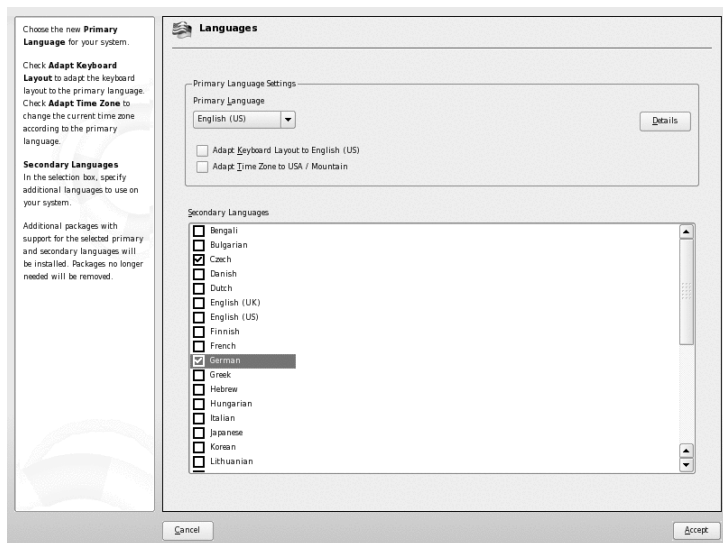 Choose the new Primary
Language for your system.
Check Adapt Keyboard
Layout to adapt the keyboard
layout to the primary language.
Check Adapt Time Zone to
change the current time zone
according to the primary
language.
Secondary Languages
In the selection box, specify
additional languages to use on
your system.
Additional packages with
support for the selected primary
and secondary languages will
be installed. Packages no longer
needed will be removed.
Languages
Primary Language Settings
Primary Language
English (US)
Details
Adapt Keyboard Layout to English (US)
Adapt Time Zone to USA / Mountain
Secondary Languages
Bengali
Bulgarian
Czech
Danish
Dutch
English (UK)
English (US)
Finnish
French
German
Greek
Hebrew
Hungarian
Italian
Japanese
Korean
Lithuanian
Cancel
Accept